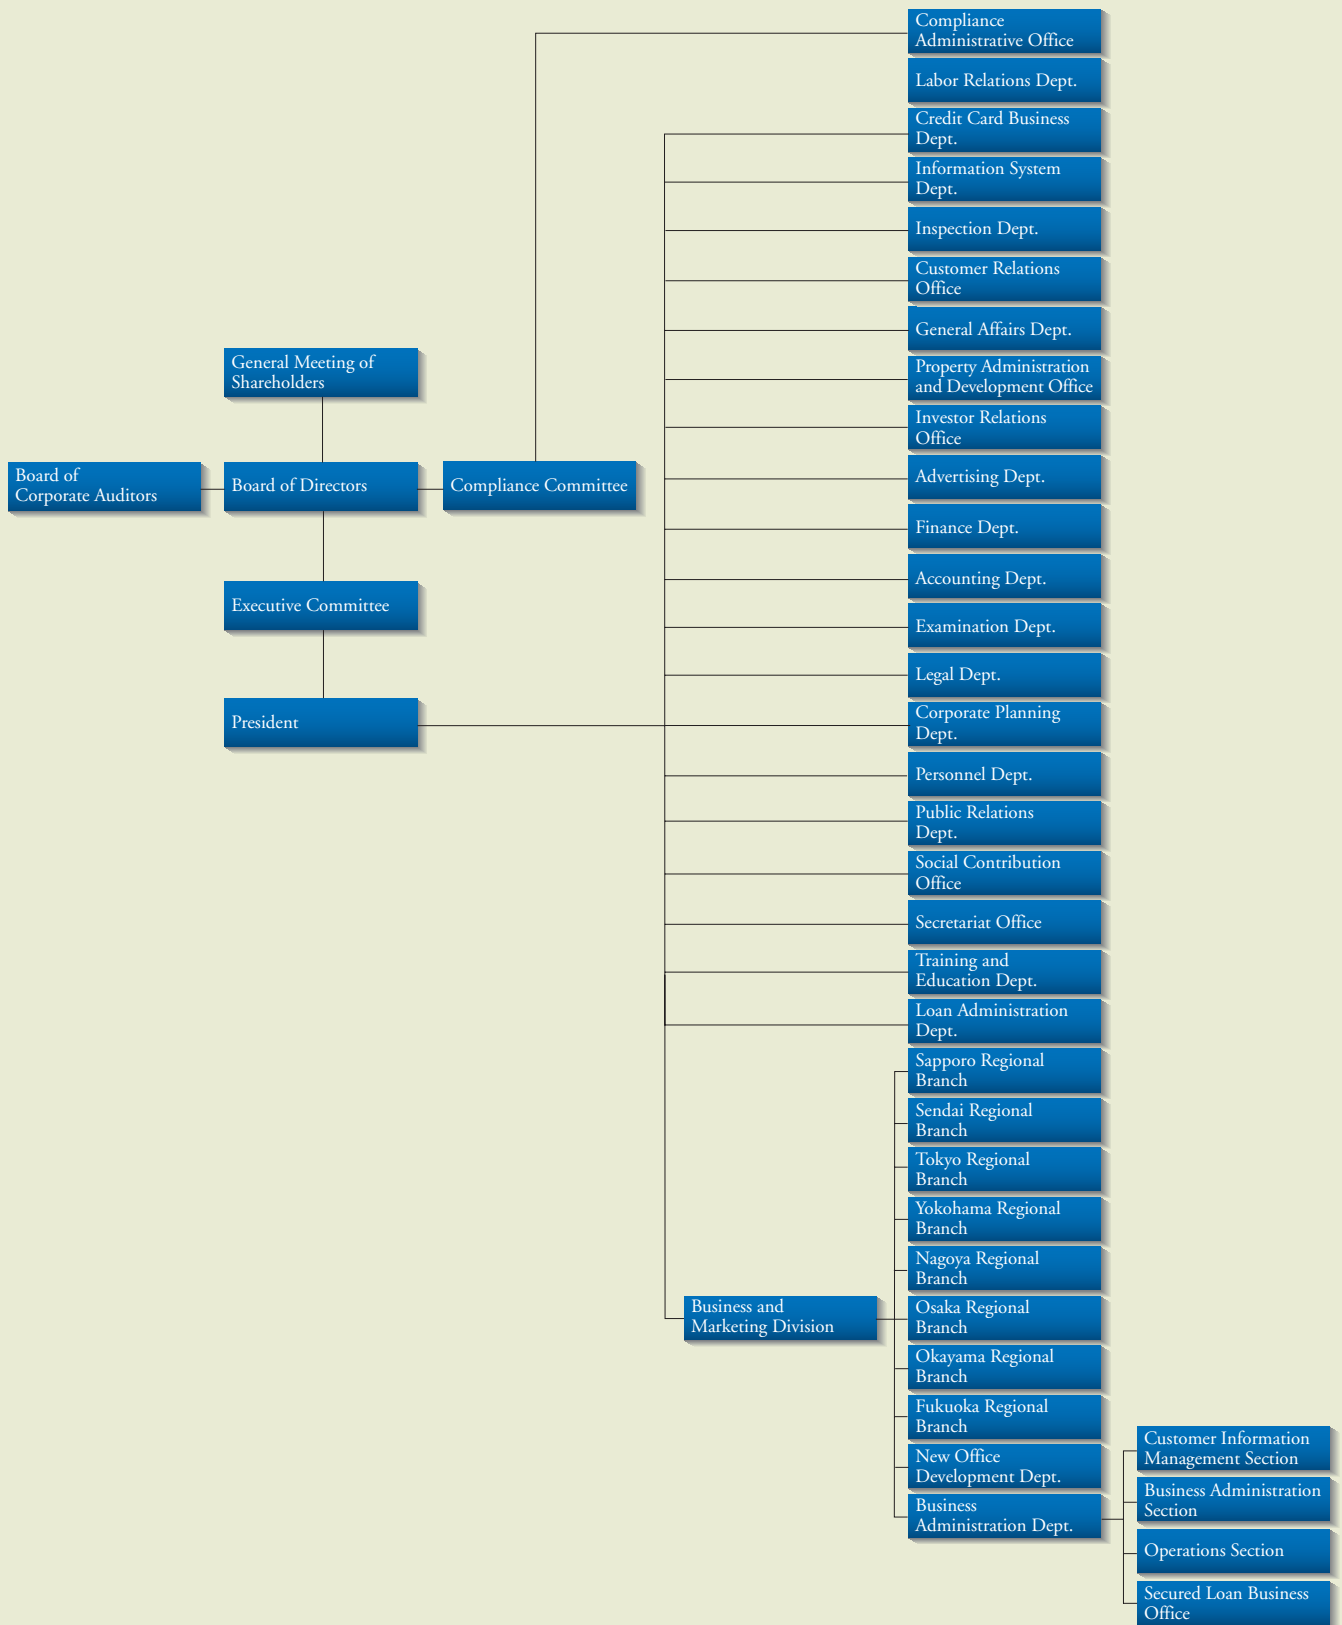 General Meeting of
Shareholders
Board of
Corporate Auditors
Board of Directors
Compliance Committee
Executive Committee
President
Compliance
Administrative Office
Labor Relations Dept.
Credit Card Business
Dept.
Information System
Dept.
Inspection Dept.
Customer Relations
Office
General Affairs Dept.
Property Administration
and Development Office
Investor Relations
Office
Advertising Dept.
Finance Dept.
Accounting Dept.
Examination Dept.
Legal Dept.
Corporate Planning
Dept.
Personnel Dept.
Public Relations
Dept.
Social Contribution
Office
Secretariat Office
Training and
Education Dept.
Loan Administration
Dept.
Business and
Marketing Division
Sapporo Regional
Branch
Sendai Regional
Branch
Tokyo Regional
Branch
Yokohama Regional
Branch
Nagoya Regional
Branch
Osaka Regional
Branch
Okayama Regional
Branch
Fukuoka Regional
Branch
New Office
Development Dept.
Business
Administration Dept.
Customer Information
Management Section
Business Administration
Section
Operations Section
Secured Loan Business
Office